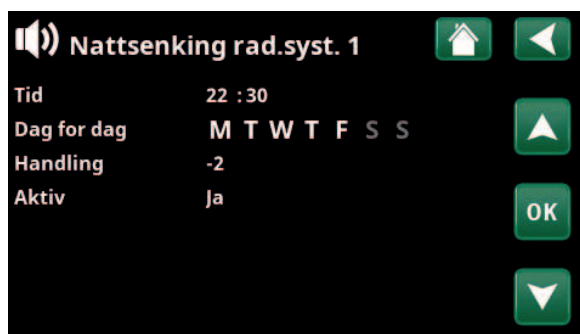 Nattsenking rad.syst. 1
Tid 22 :30
Dag for dag M T W T F S S
Handling -2
Aktiv Ja
OK